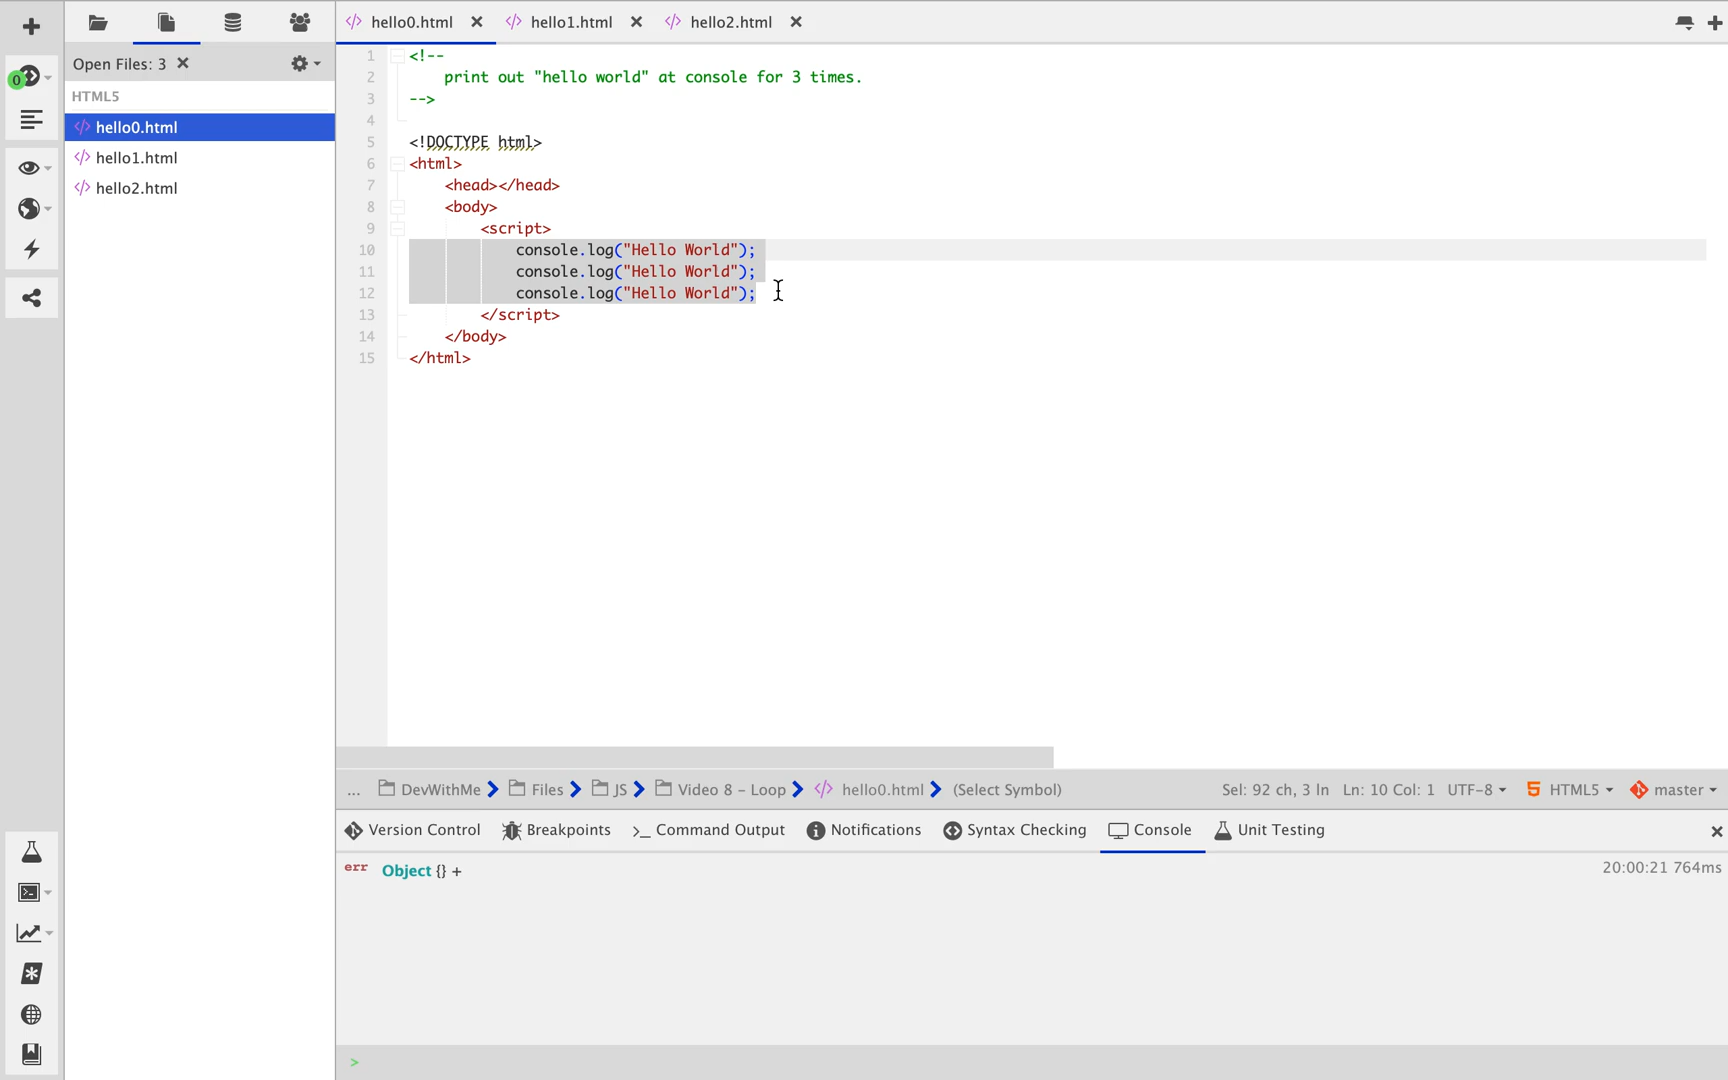 hello0.html
hello1.html
hello2.html
Open Files: 3
HTML5
hello0.html
hello1.html
hello2.html
0
1 <!--
2 print out "hello world" at console for 3 times.
3 -->
4
5 <!DOCTYPE html>
6 <html>
7 <head></head>
8 <body>
9 <script>
10 console.log("Hello World");
11 console.log("Hello World");
12 console.log("Hello World");
13 </script>
14 </body>
15 </html>
... DevWithMe Files JS Video 8 - Loop hello0.html (Select Symbol) Sel: 92 ch, 3 ln Ln: 10 Col: 1 UTF-8 HTML5 master
Version Control Breakpoints >_ Command Output Notifications Syntax Checking Console Unit Testing
err Object {} + 20:00:21 764ms
>